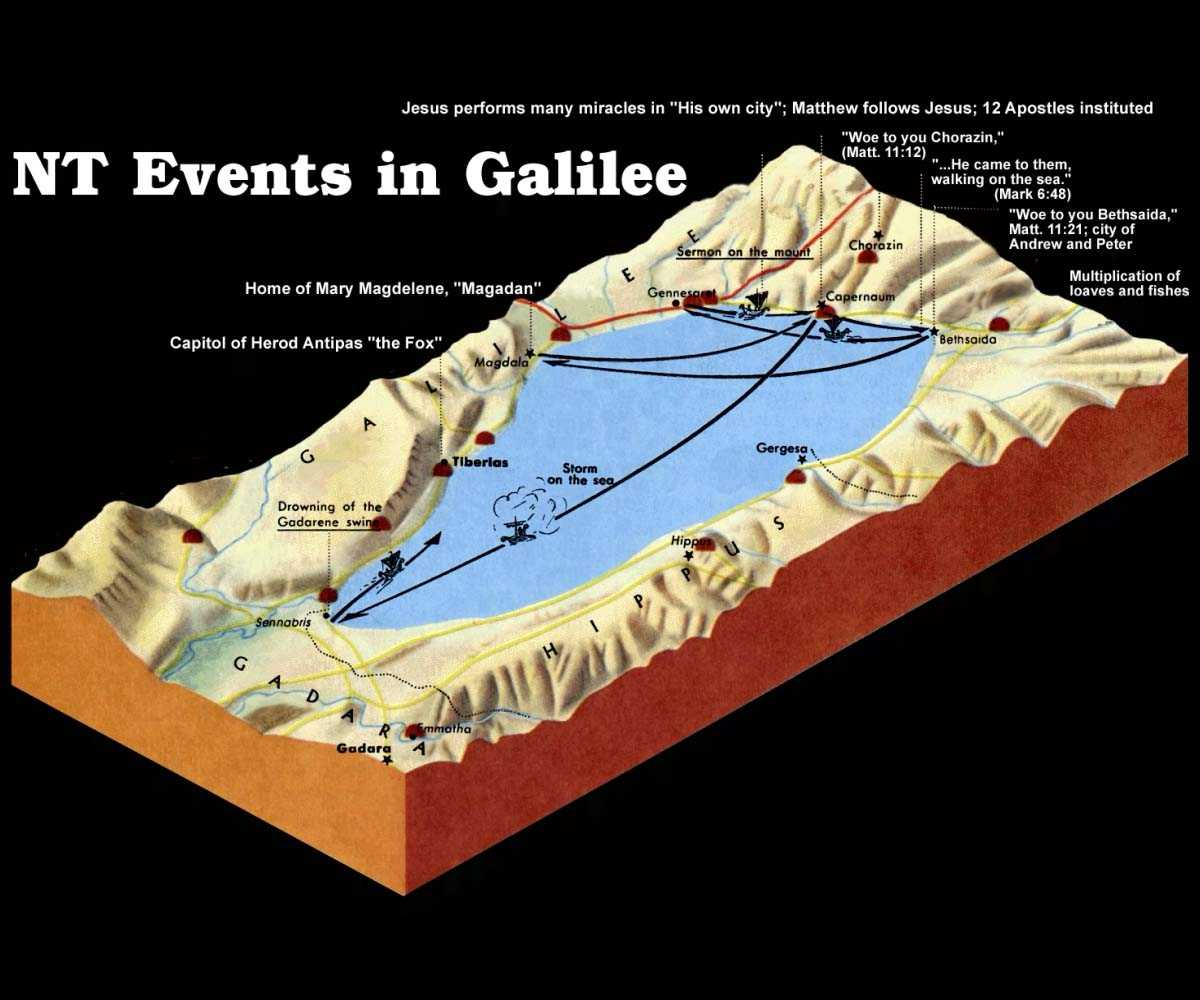 Jesus performs many miracles in "His own city"; Matthew follows Jesus; 12 Apostles instituted
NT Events in Galilee
"Woe to you Chorazin,"
(Matt. 11:12)
"...He came to them,
walking on the sea."
(Mark 6:48)
"Woe to you Bethsaida,"
Matt. 11:21; city of
Andrew and Peter
Multiplication of
loaves and fishes
Home of Mary Magdelene, "Magadan"
Capitol of Herod Antipas "the Fox"
GALILEE
Sermon on the mount
Chorazin
Gennesaret
Capernaum
Bethsaida
Magdala
Tiberias
Gergesa
Storm
on the sea
Drowning of the
Gadarene swine
Hippus
HIPPUS
Sennabris
GADARA
Emmatha
Gadara